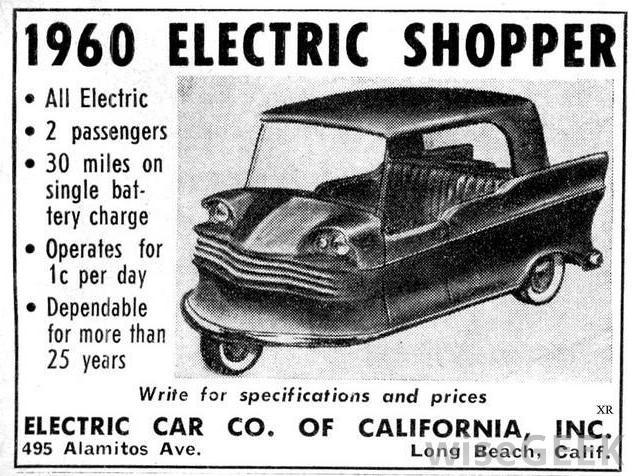 1960 ELECTRIC SHOPPER
• All Electric
• 2 passengers
• 30 miles on
single bat-
tery charge
• Operates for
1c per day
• Dependable
for more than
25 years
Write for specifications and prices
XR
ELECTRIC CAR CO. OF CALIFORNIA, INC.
495 Alamitos Ave. Long Beach, Calif.
wiseGEEK